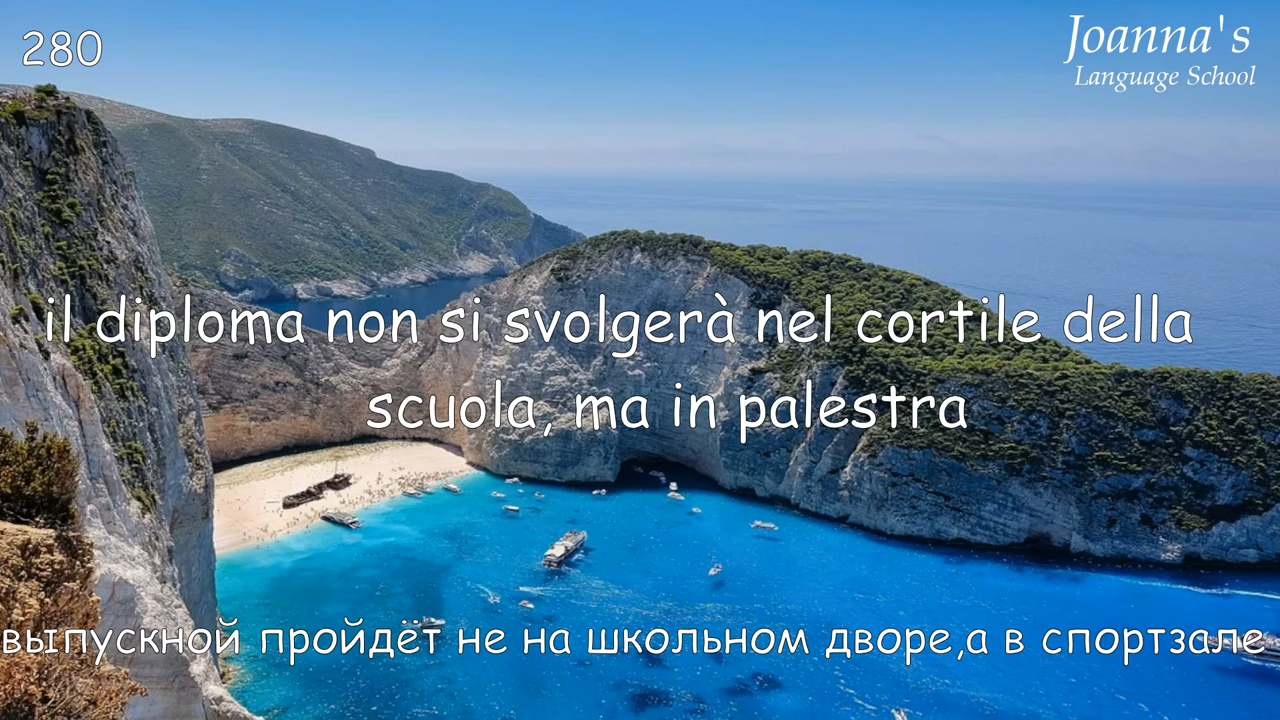 280
Joanna's
Language School
il diploma non si svolgerà nel cortile della
scuola, ma in palestra
выпускной пройдёт не на школьном дворе,а в спортзале